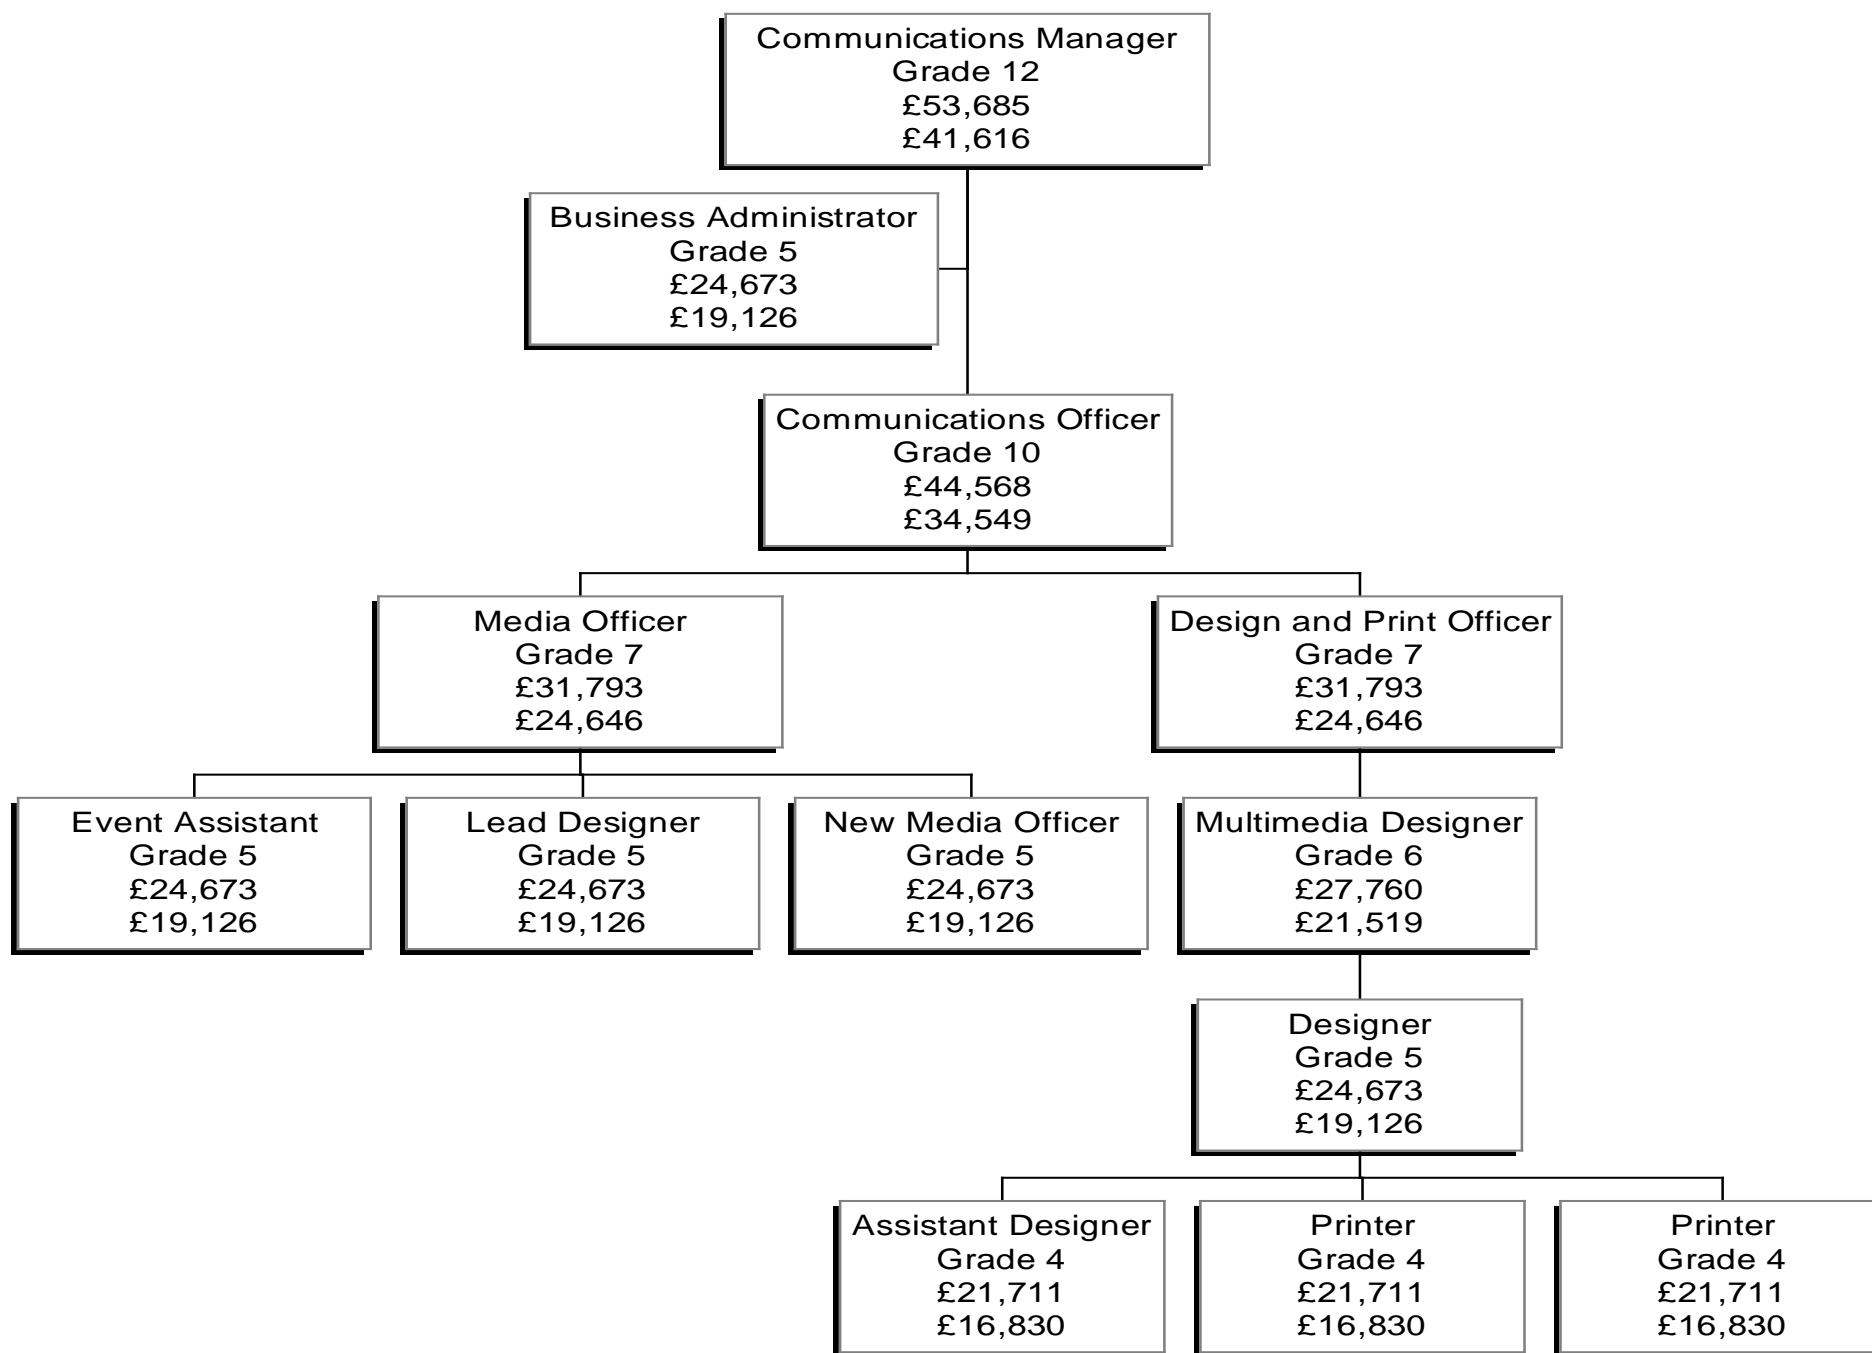 Communications Manager
Grade 12
£53,685
£41,616
Business Administrator
Grade 5
£24,673
£19,126
Communications Officer
Grade 10
£44,568
£34,549
Media Officer
Grade 7
£31,793
£24,646
Design and Print Officer
Grade 7
£31,793
£24,646
Event Assistant
Grade 5
£24,673
£19,126
Lead Designer
Grade 5
£24,673
£19,126
New Media Officer
Grade 5
£24,673
£19,126
Multimedia Designer
Grade 6
£27,760
£21,519
Designer
Grade 5
£24,673
£19,126
Assistant Designer
Grade 4
£21,711
£16,830
Printer
Grade 4
£21,711
£16,830
Printer
Grade 4
£21,711
£16,830